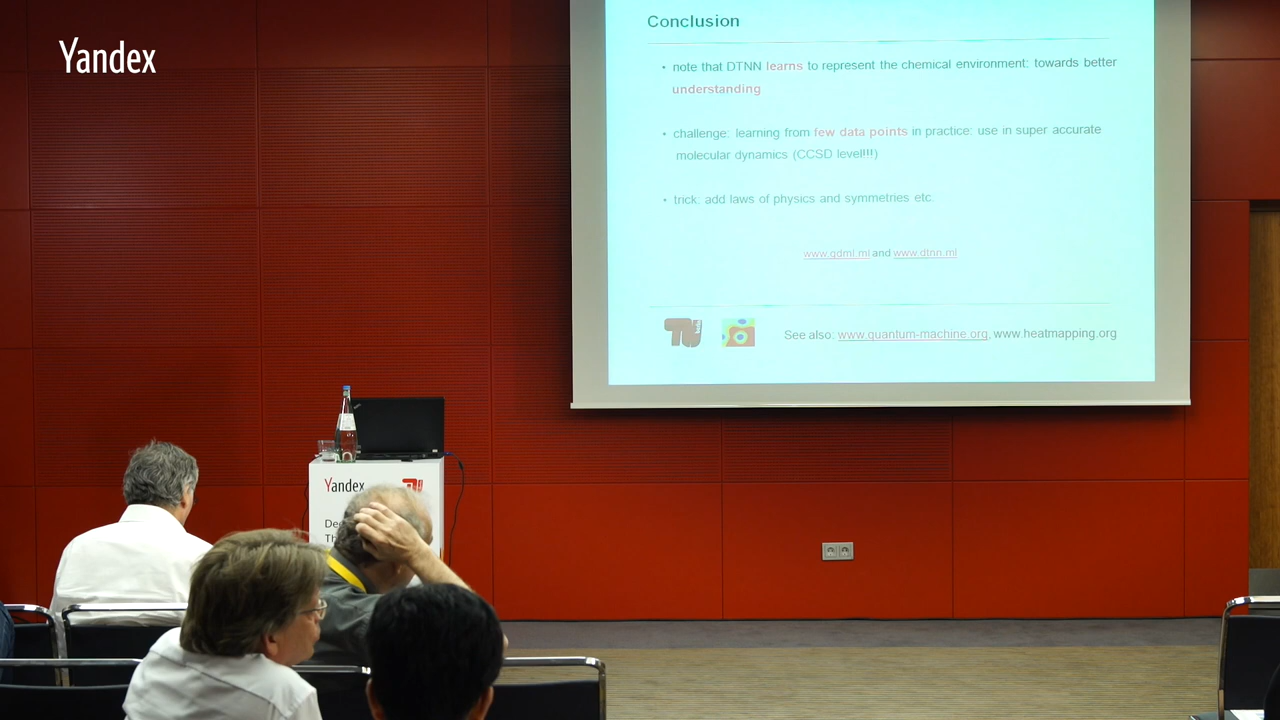 Yandex
Conclusion
• note that DTNN learns to represent the chemical environment: towards better
understanding
• challenge: learning from few data points in practice: use in super accurate
molecular dynamics (CCSD level!!!)
• trick: add laws of physics and symmetries etc.
www.gdml.ml and www.dtnn.ml
See also: www.quantum-machine.org, www.heatmapping.org
Yandex